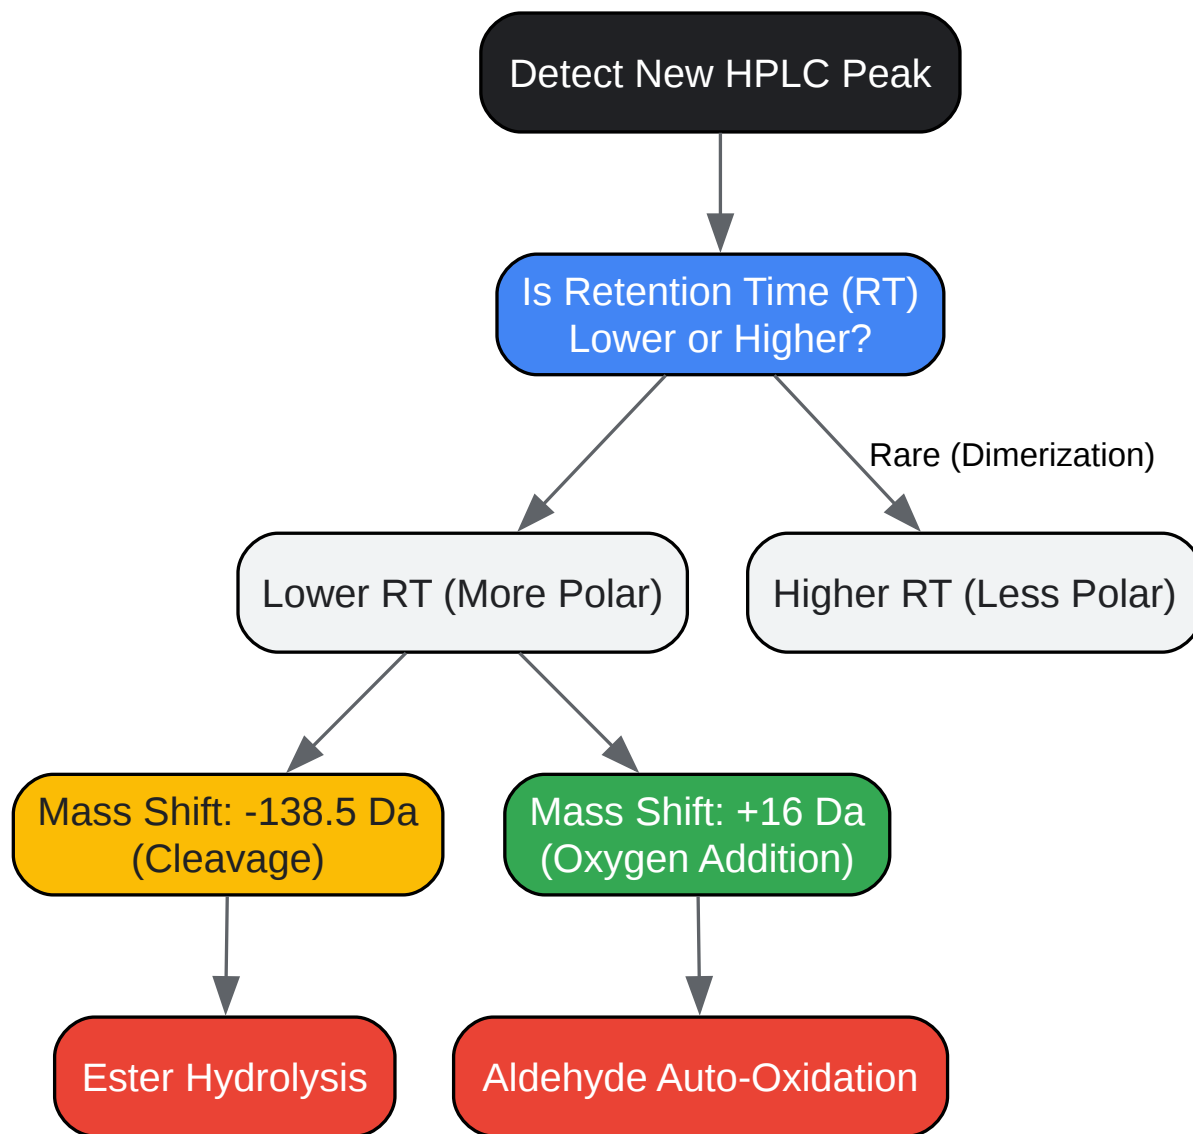 Detect New HPLC Peak
Is Retention Time (RT)
Lower or Higher?
Rare (Dimerization)
Lower RT (More Polar)
Higher RT (Less Polar)
Mass Shift: -138.5 Da
(Cleavage)
Mass Shift: +16 Da
(Oxygen Addition)
Ester Hydrolysis
Aldehyde Auto-Oxidation